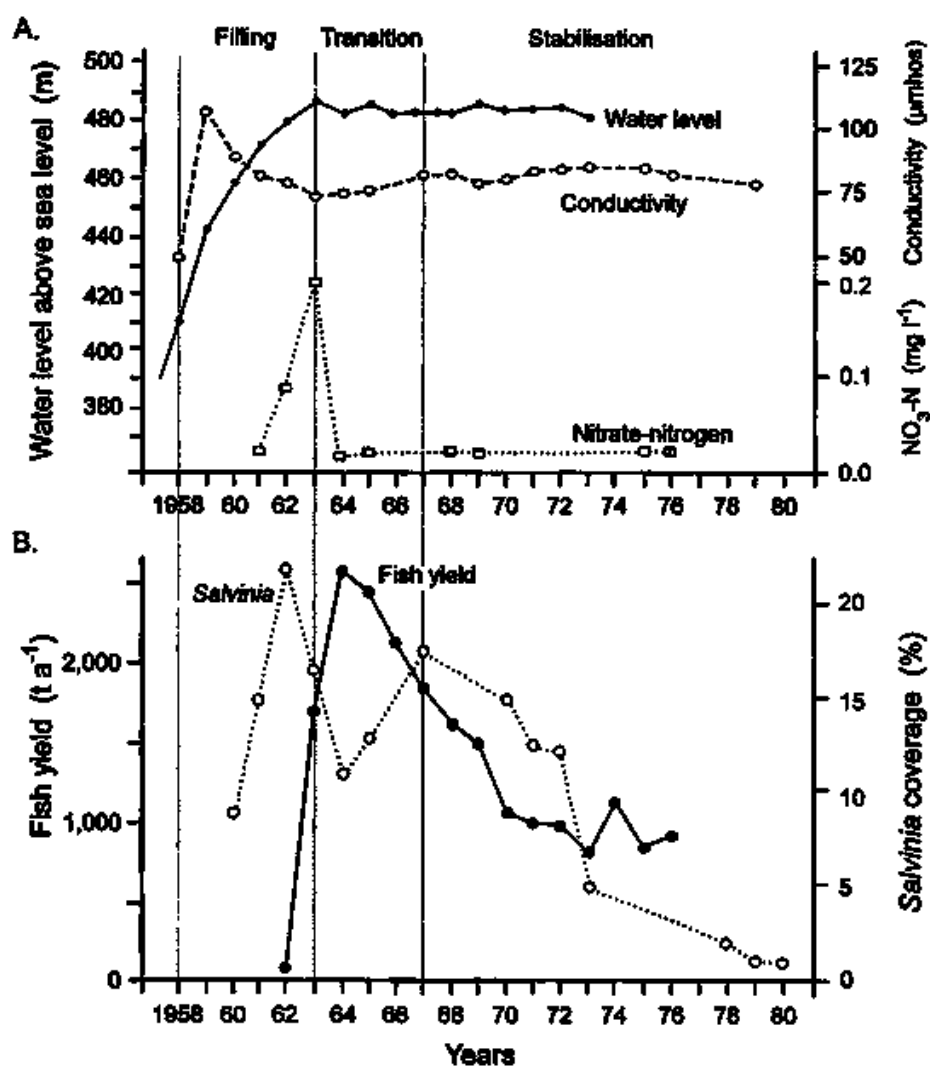 A.
Filling Transition Stabilisation
Water level above sea level (m)
500
480
460
440
420
400
380
Conductivity (µmhos)
125
100
75
50
NO₃-N (mg l⁻¹)
0.2
0.1
0.0
Water level
Conductivity
Nitrate-nitrogen
1958 60 62 64 66 68 70 72 74 76 78 80
B.
Fish yield (t a⁻¹)
2,000
1,000
0
Salvinia
Fish yield
Salvinia coverage (%)
20
15
10
5
0
1958 60 62 64 66 68 70 72 74 76 78 80
Years